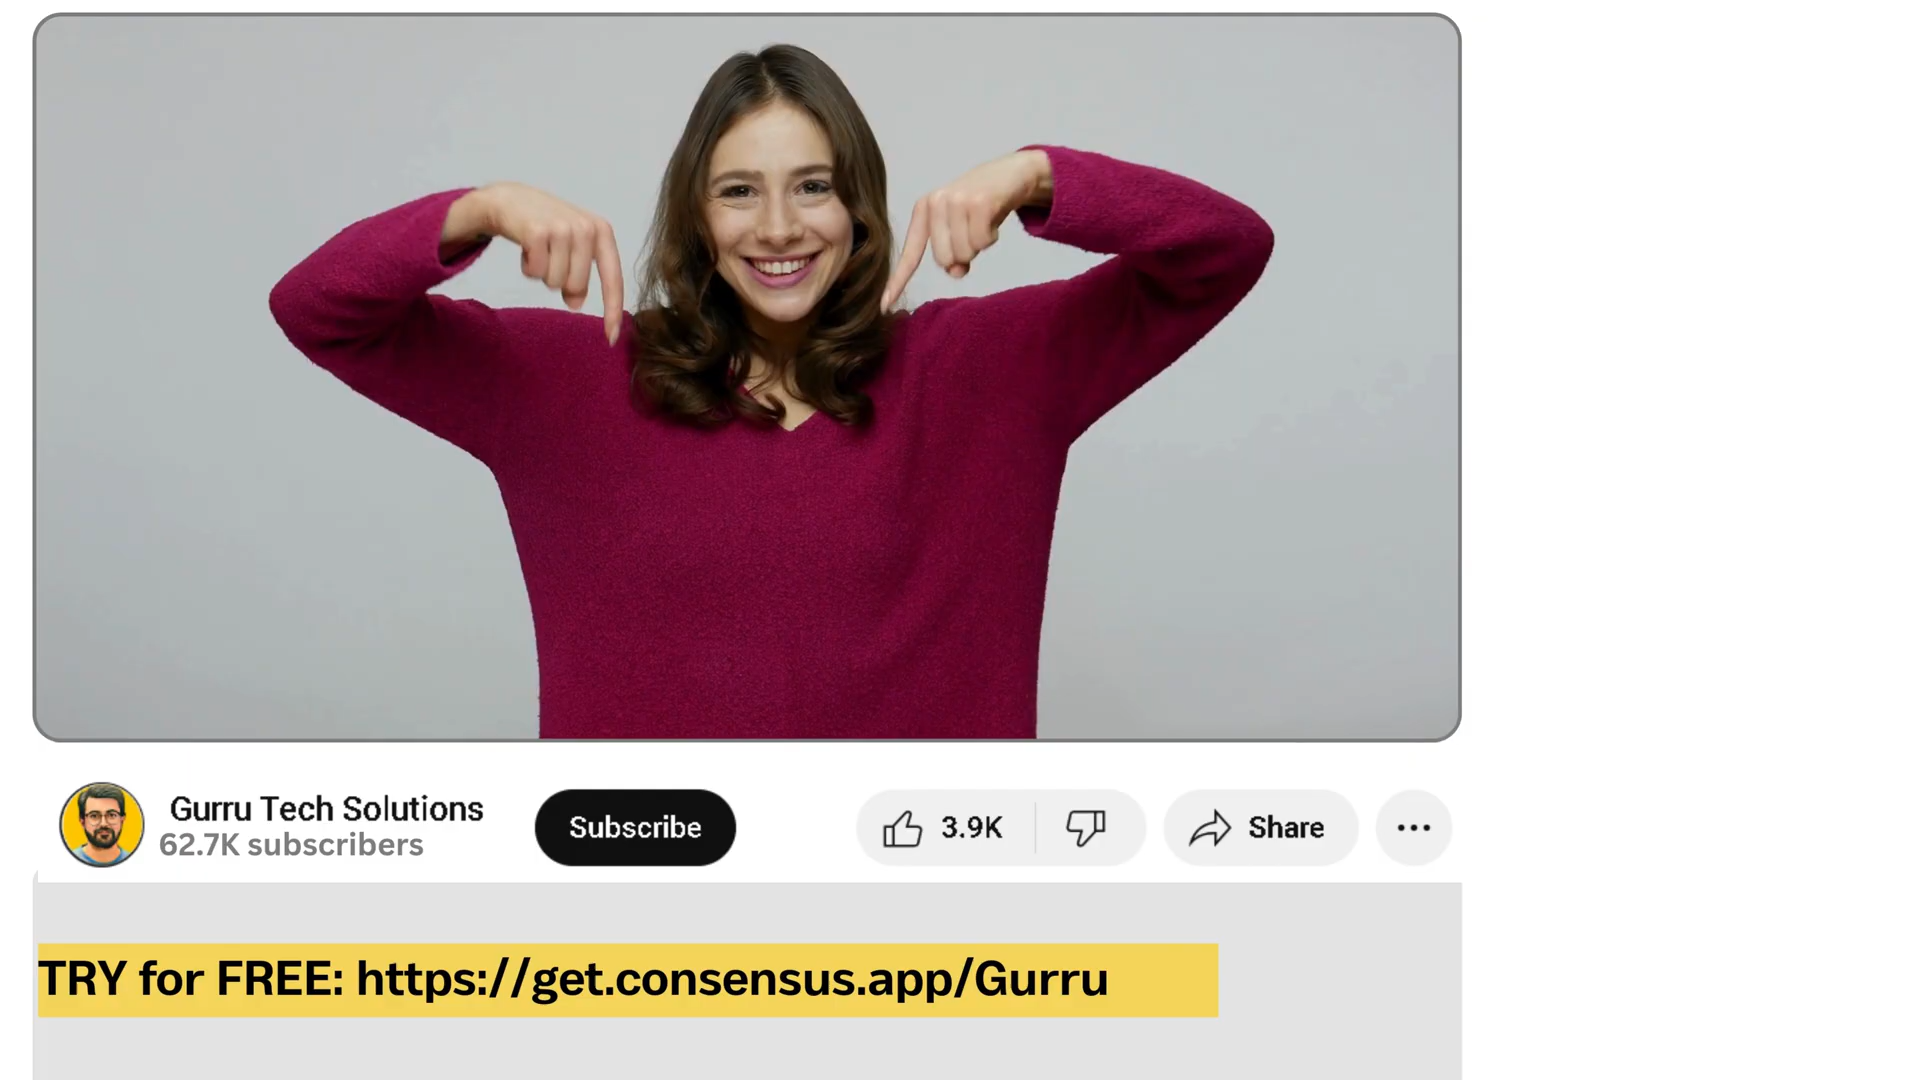 Gurru Tech Solutions
62.7K subscribers
Subscribe
3.9K
Share
TRY for FREE: https://get.consensus.app/Gurru